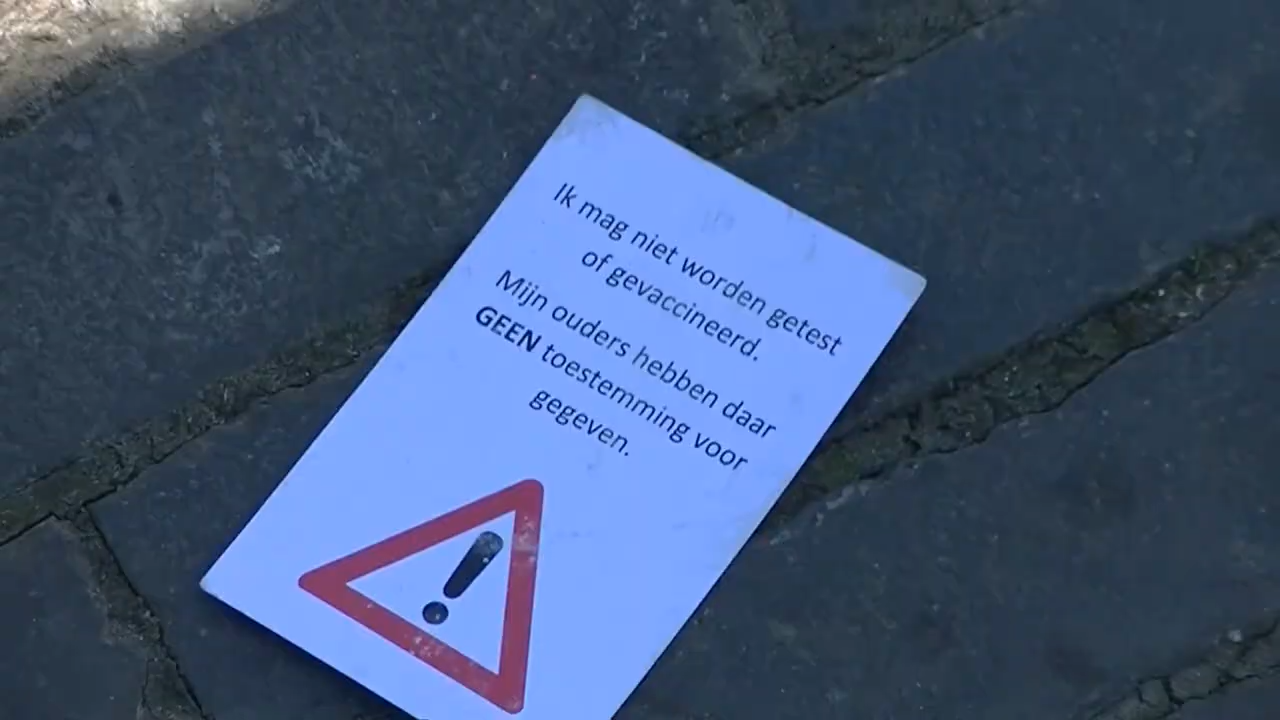 Ik mag niet worden getest
of gevaccineerd.
Mijn ouders hebben daar
GEEN toestemming voor
gegeven.